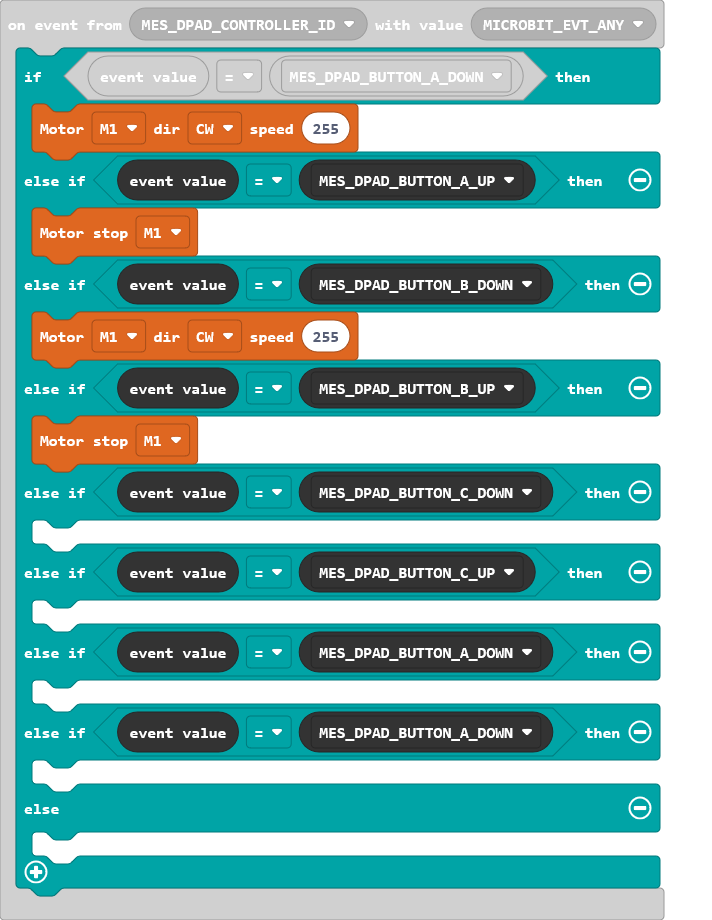 on event from MES_DPAD_CONTROLLER_ID with value MICROBIT_EVT_ANY
if event value = MES_DPAD_BUTTON_A_DOWN then
Motor M1 dir CW speed 255
else if event value = MES_DPAD_BUTTON_A_UP then
Motor stop M1
else if event value = MES_DPAD_BUTTON_B_DOWN then
Motor M1 dir CW speed 255
else if event value = MES_DPAD_BUTTON_B_UP then
Motor stop M1
else if event value = MES_DPAD_BUTTON_C_DOWN then
else if event value = MES_DPAD_BUTTON_C_UP then
else if event value = MES_DPAD_BUTTON_A_DOWN then
else if event value = MES_DPAD_BUTTON_A_DOWN then
else